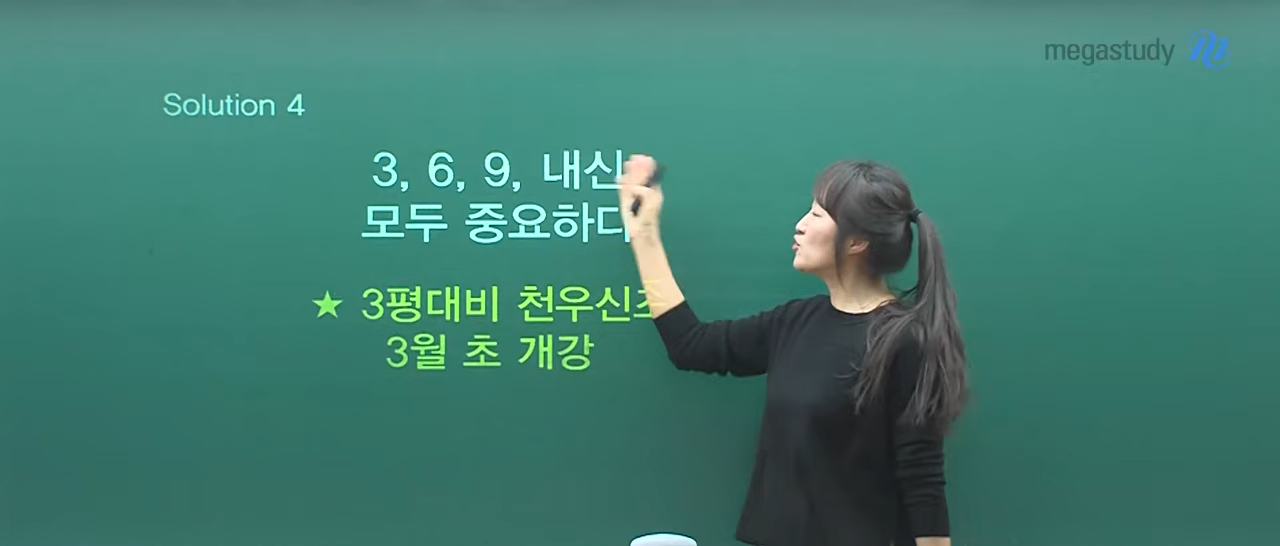 megastudy
Solution 4
3, 6, 9, 내신
모두 중요하다
★ 3평대비 천우신
3월 초 개강